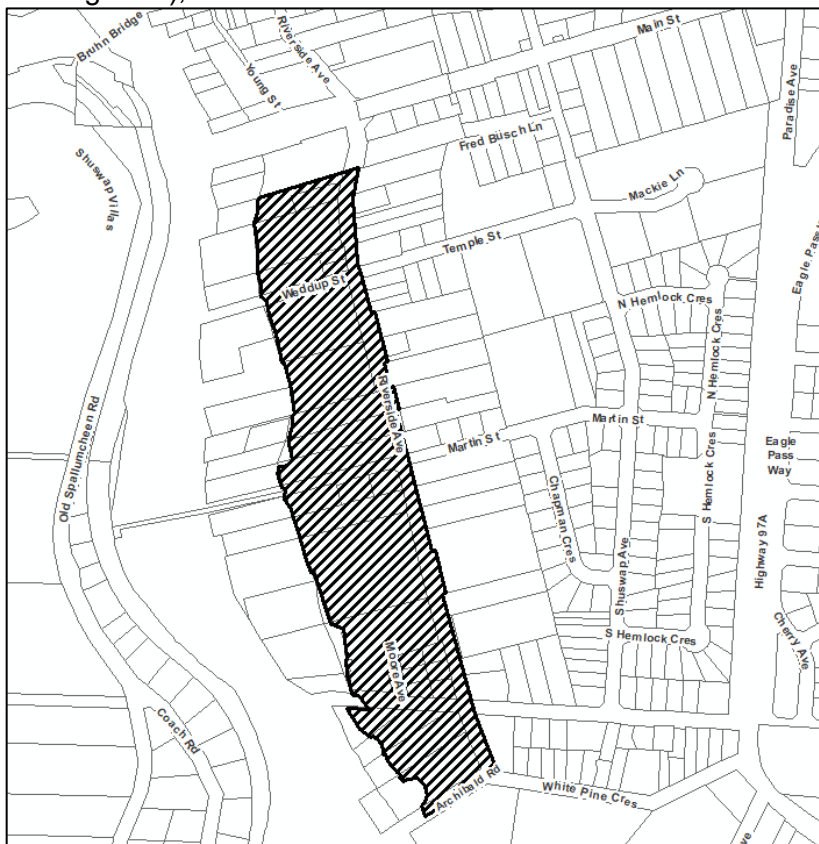 Bruhn Bridge
Riverside Ave
Main St
Young St
Paradise Ave
Fred Busch Ln
Shuswap Villas
Mackie Ln
Temple St
Eagle Pass
Weddup St
N Hemlock Cres
N Hemlock Cres
Riverside Ave
Martin St
Martin St
Old Spallumcheen Rd
Eagle
Pass
Way
S Hemlock Cres
Chapman Cres
Highway 97A
Shuswap Ave
S Hemlock Cres
Cherry Ave
Moore Ave
Coach Rd
Archibald Rd
White Pine Cres